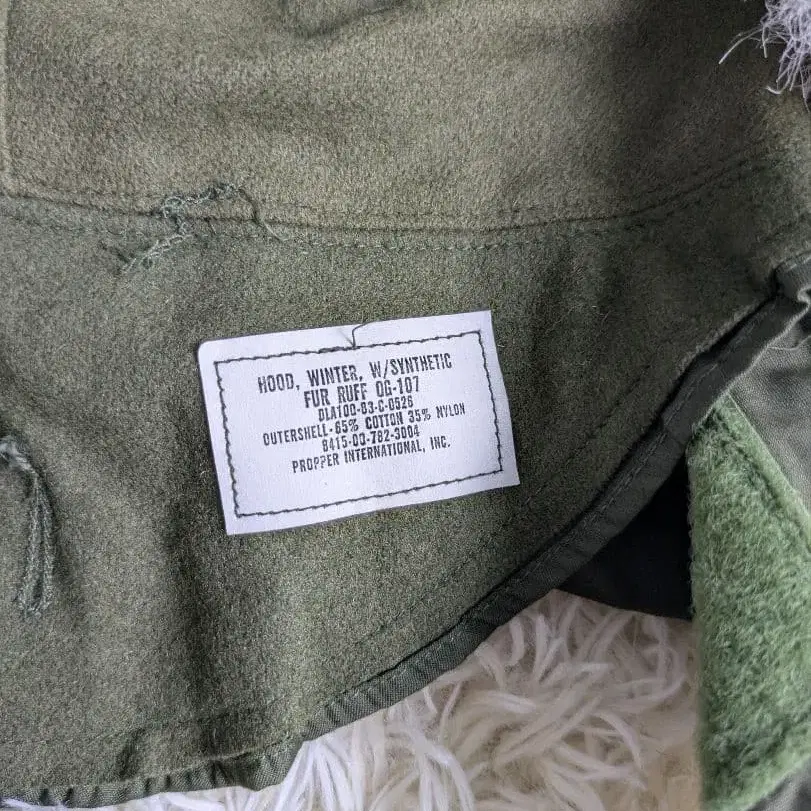 HOOD, WINTER, W/SYNTHETIC
FUR RUFF OG-107
DLA100-83-C-0526
OUTERSHELL-65% COTTON 35% NYLON
8415-00-782-3004
PROPPER INTERNATIONAL, INC.